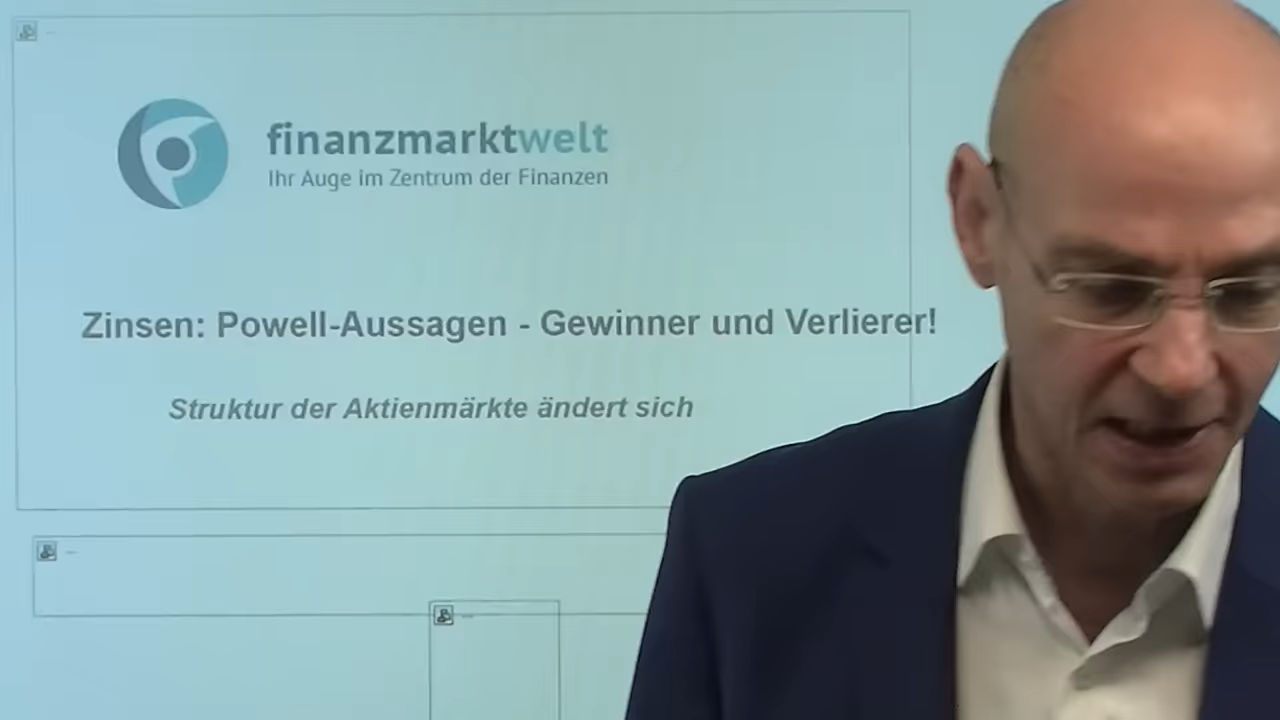 finanzmarktwelt
Ihr Auge im Zentrum der Finanzen
Zinsen: Powell-Aussagen - Gewinner und Verlierer!
Struktur der Aktienmärkte ändert sich